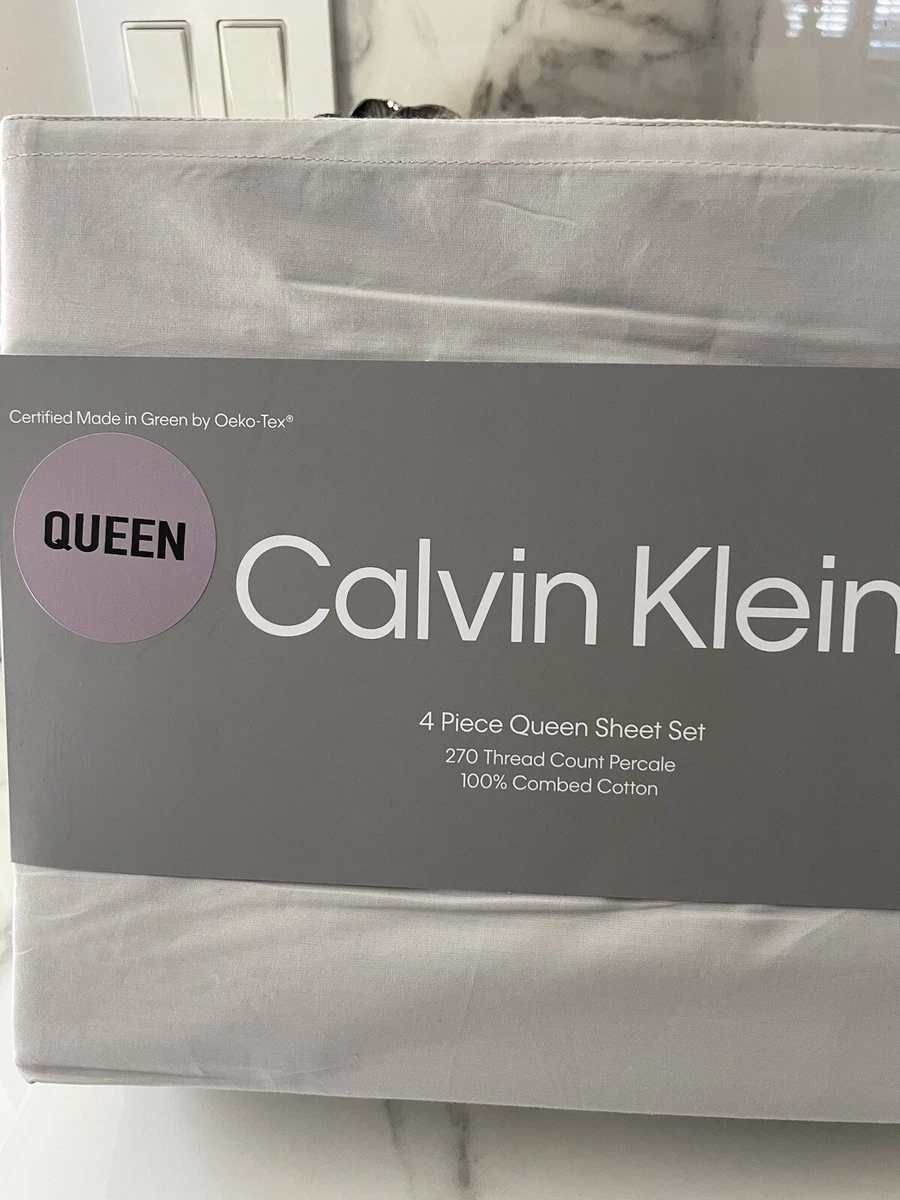 Certified Made in Green by Oeko-Tex®
QUEEN
Calvin Klein
4 Piece Queen Sheet Set
270 Thread Count Percale
100% Combed Cotton